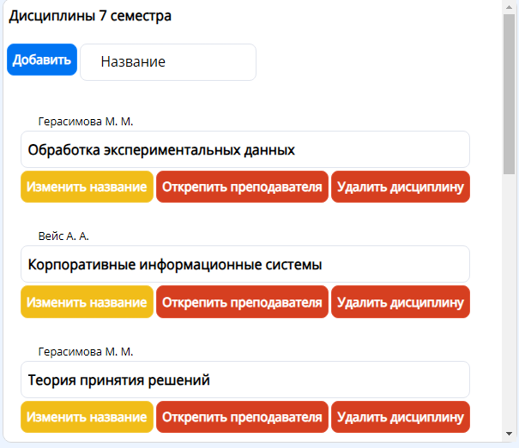 Дисциплины 7 семестра
Добавить Название
Герасимова М. М.
Обработка экспериментальных данных
Изменить название Открепить преподавателя Удалить дисциплину
Вейс А. А.
Корпоративные информационные системы
Изменить название Открепить преподавателя Удалить дисциплину
Герасимова М. М.
Теория принятия решений
Изменить название Открепить преподавателя Удалить дисциплину